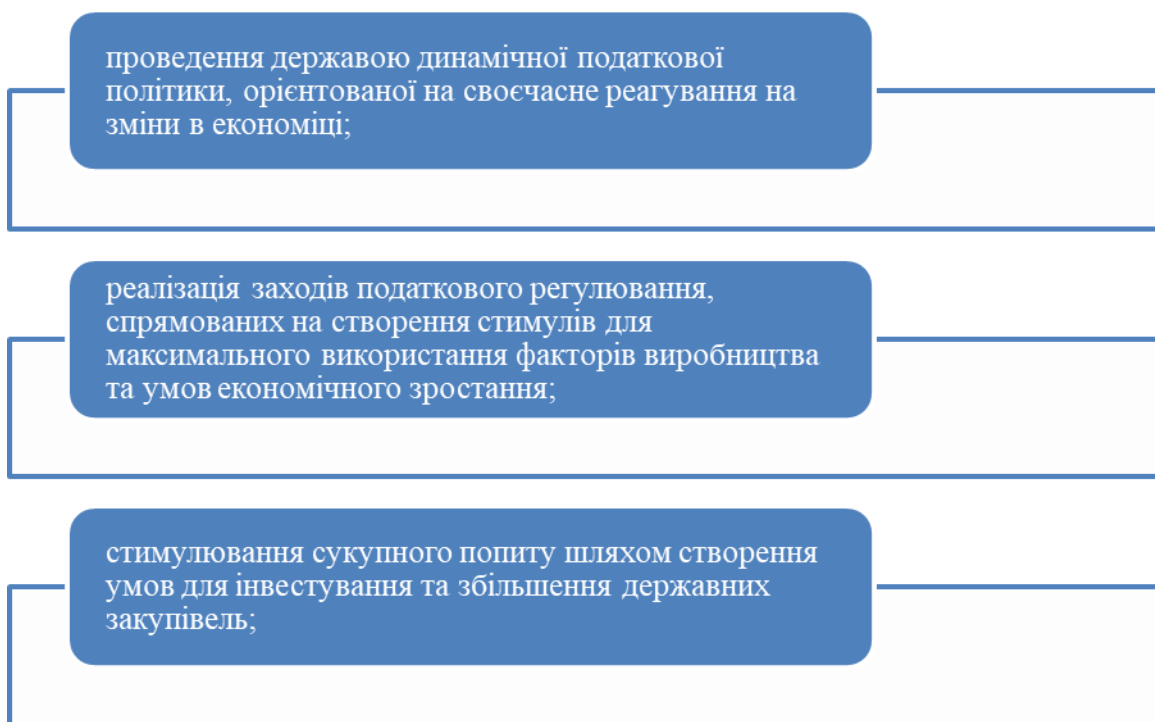 проведення державою динамічної податкової
політики, орієнтованої на своєчасне реагування на
зміни в економіці;
реалізація заходів податкового регулювання,
спрямованих на створення стимулів для
максимального використання факторів виробництва
та умов економічного зростання;
стимулювання сукупного попиту шляхом створення
умов для інвестування та збільшення державних
закупівель;